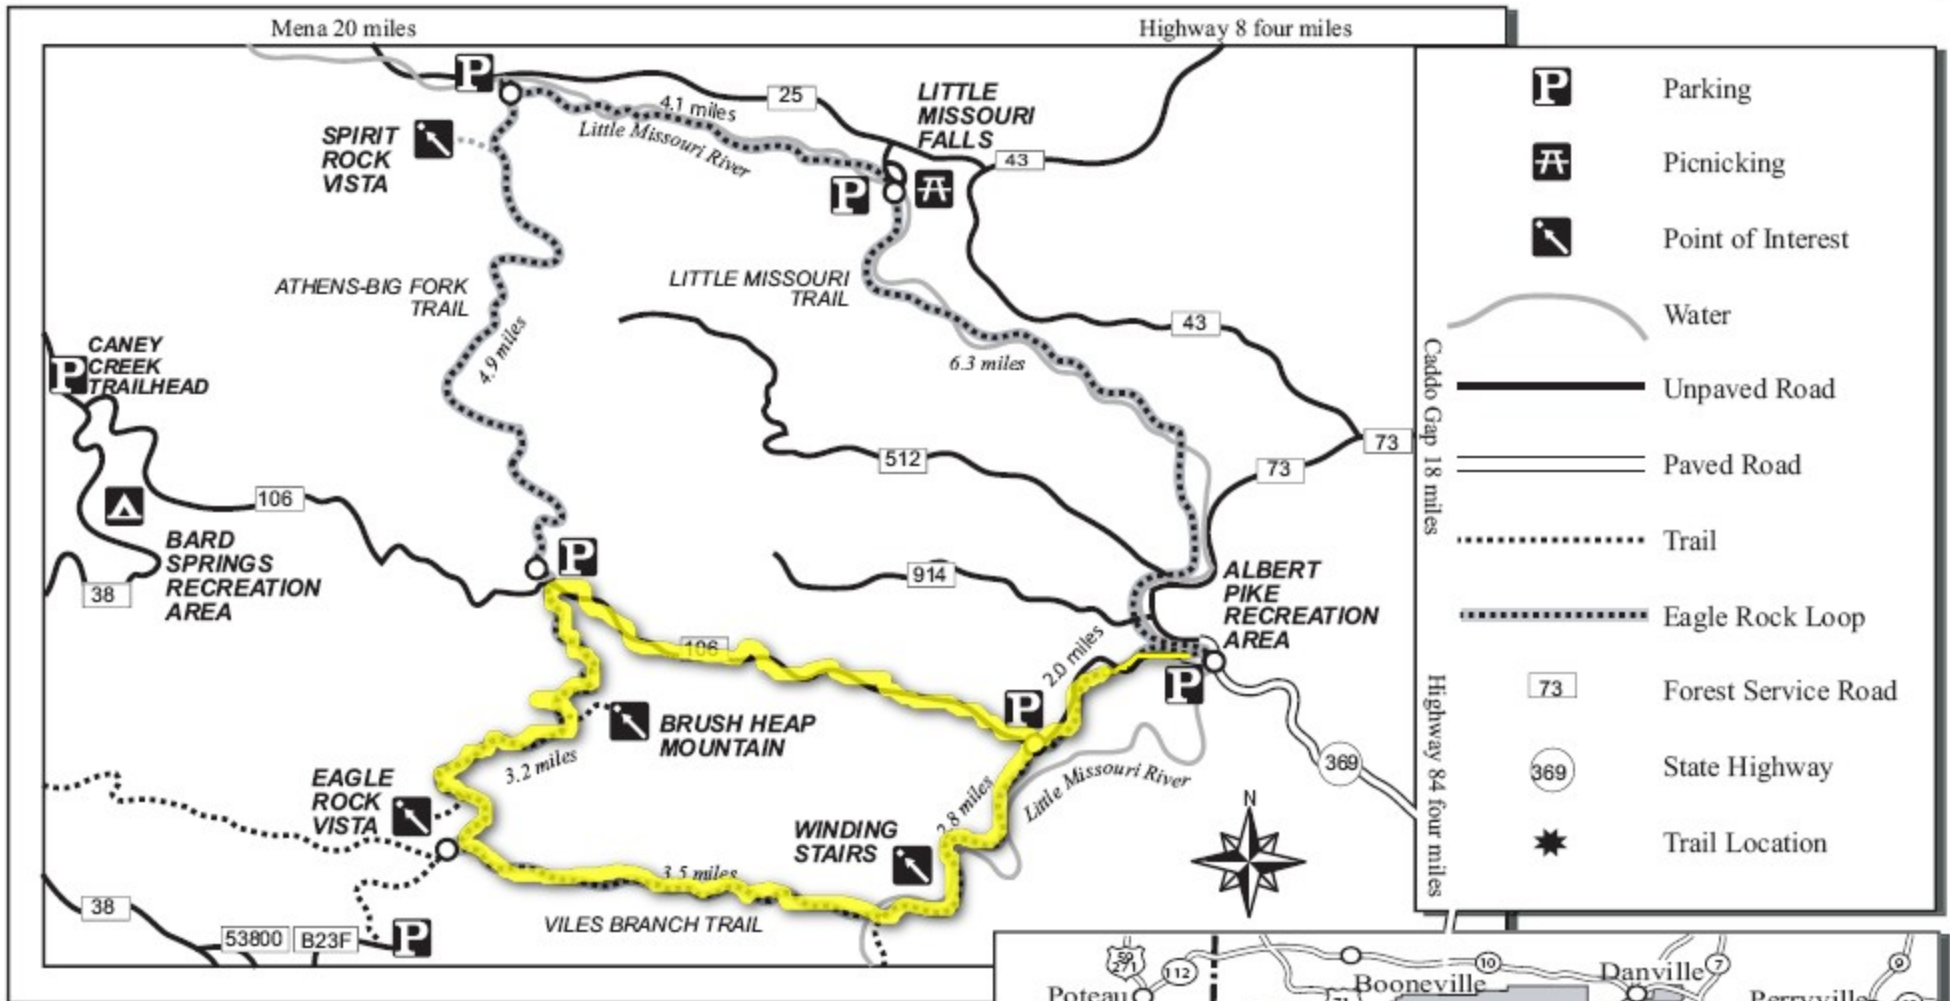 Mena 20 miles
Highway 8 four miles
P
25
4.1 miles
Little Missouri River
LITTLE
MISSOURI
FALLS
43
SPIRIT
ROCK
VISTA
P
ATHENS-BIG FORK
TRAIL
LITTLE MISSOURI
TRAIL
4.9 miles
6.3 miles
43
CANEY
CREEK
TRAILHEAD
P
73
73
512
106
BARD
SPRINGS
RECREATION
AREA
38
P
914
ALBERT
PIKE
RECREATION
AREA
106
2.0 miles
P
P
BRUSH HEAP
MOUNTAIN
3.2 miles
EAGLE
ROCK
VISTA
2.8 miles
Little Missouri River
369
WINDING
STAIRS
N
3.5 miles
VILES BRANCH TRAIL
38
53800
B23F
P
Caddo Gap 18 miles
Highway 84 four miles
P
Parking
Picnicking
Point of Interest
Water
Unpaved Road
Paved Road
Trail
Eagle Rock Loop
73
Forest Service Road
369
State Highway
Trail Location
59
271
112
Poteau
10
Booneville
Danville
7
9
Perryville